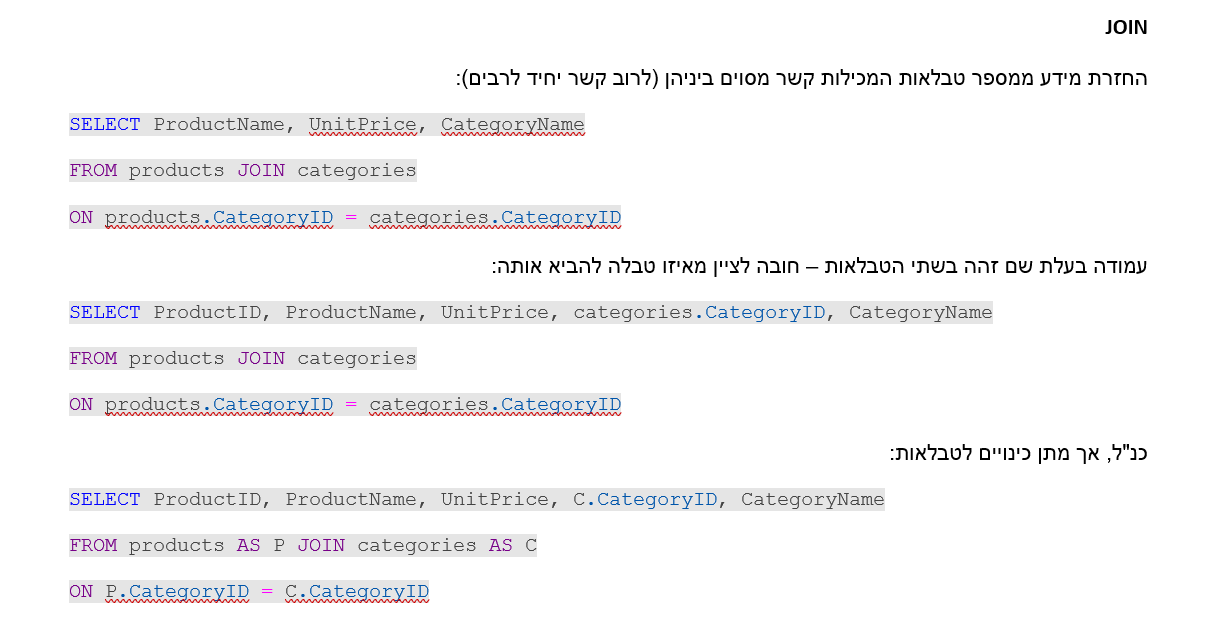 JOIN
החזרת מידע ממספר טבלאות המכילות קשר מסוים ביניהן (לרוב קשר יחיד לרבים):
SELECT ProductName, UnitPrice, CategoryName
FROM products JOIN categories
ON products.CategoryID = categories.CategoryID
עמודה בעלת שם זהה בשתי הטבלאות – חובה לציין מאיזו טבלה להביא אותה:
SELECT ProductID, ProductName, UnitPrice, categories.CategoryID, CategoryName
FROM products JOIN categories
ON products.CategoryID = categories.CategoryID
כנ"ל, אך מתן כינויים לטבלאות:
SELECT ProductID, ProductName, UnitPrice, C.CategoryID, CategoryName
FROM products AS P JOIN categories AS C
ON P.CategoryID = C.CategoryID